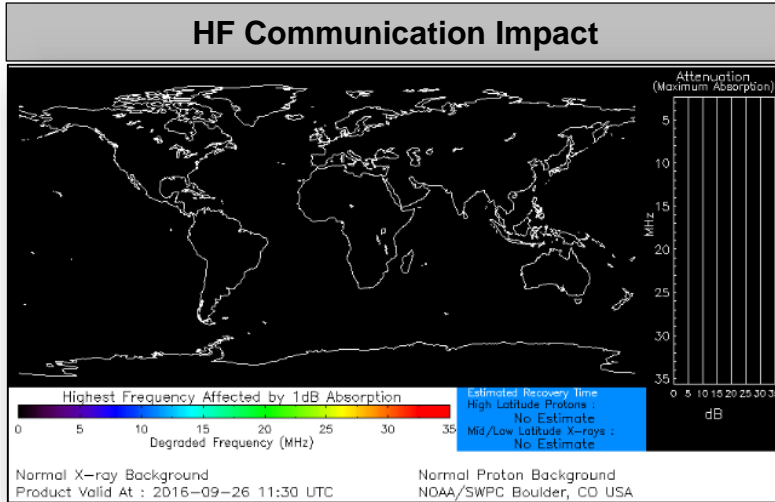 HF Communication Impact
Attenuation
(Maximum Absorption)
5
10
15
20
25
30
35
MHz
0 5 10 15 20 25 30 35
dB
Highest Frequency Affected by 1dB Absorption
0 5 10 15 20 25 30 35
Degraded Frequency (MHz)
Estimated Recovery Time
High Latitude Protons :
No Estimate
Mid/Low Latitude X-rays :
No Estimate
Normal X-ray Background
Normal Proton Background
Product Valid At : 2016-09-26 11:30 UTC
NOAA/SWPC Boulder, CO USA